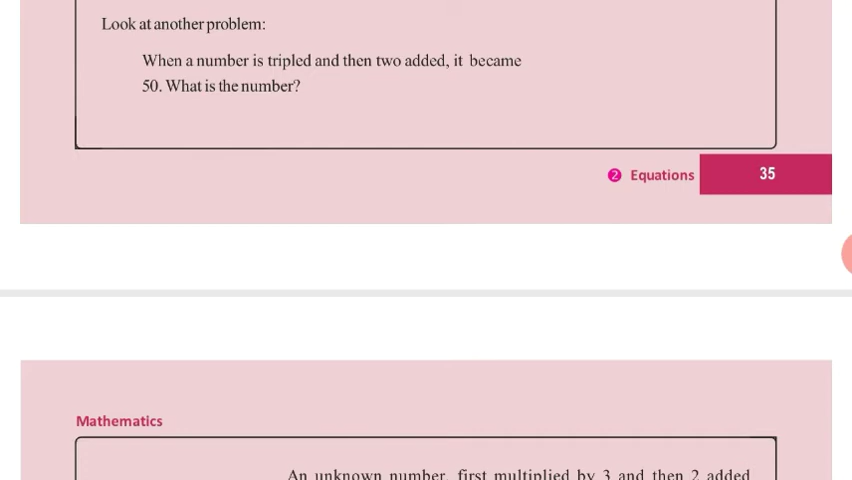 Look at another problem:
When a number is tripled and then two added, it became
50. What is the number?
2 Equations 35
Mathematics
An unknown number, first multiplied by 3 and then 2 added